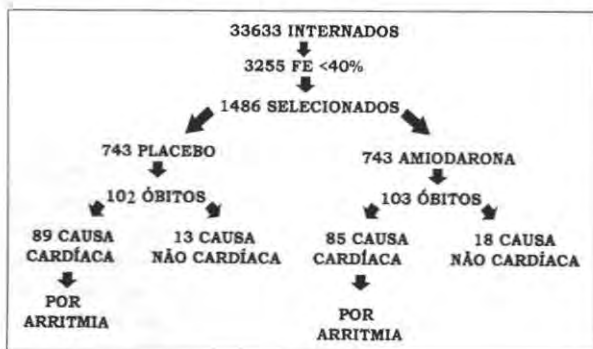 33633 INTERNADOS
3255 FE <40%
1486 SELECIONADOS
743 PLACEBO
102 ÓBITOS
89 CAUSA
CARDÍACA
13 CAUSA
NÃO CARDÍACA
POR
ARRITMIA
743 AMIODARONA
103 ÓBITOS
85 CAUSA
CARDÍACA
18 CAUSA
NÃO CARDÍACA
POR
ARRITMIA